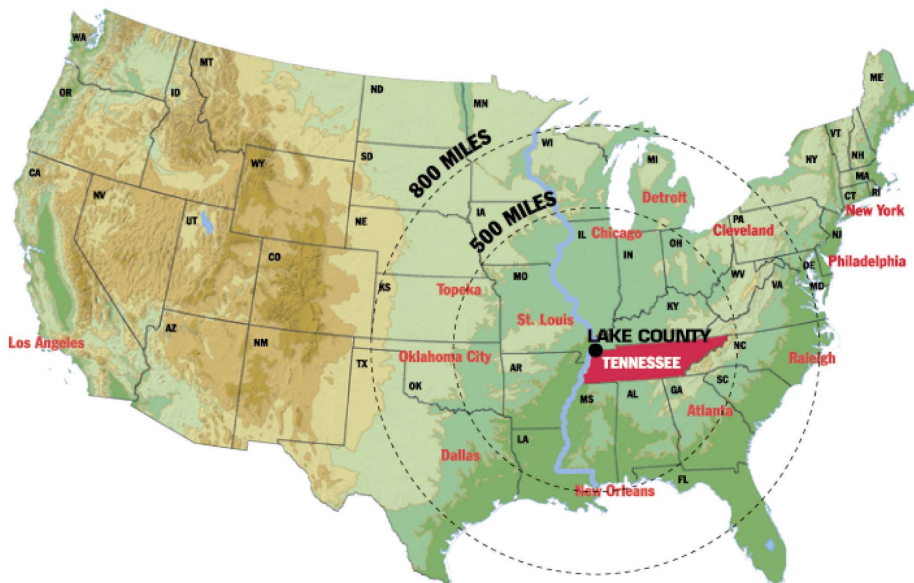 WA
MT
ND
MN
ME
OR
ID
VT
NH
WI
MI
NY
MA
CT
RI
SD
WY
800 MILES
CA
NV
UT
NE
IA
500 MILES
Detroit
New York
PA
Cleveland
NJ
Chicago
IL
IN
OH
CO
KS
MO
Topeka
WV
DE
MD
Philadelphia
VA
KY
St. Louis
LAKE COUNTY
TENNESSEE
Los Angeles
AZ
NM
TX
Oklahoma City
OK
AR
NC
Raleigh
MS
AL
GA
SC
Atlanta
LA
Dallas
FL
New Orleans